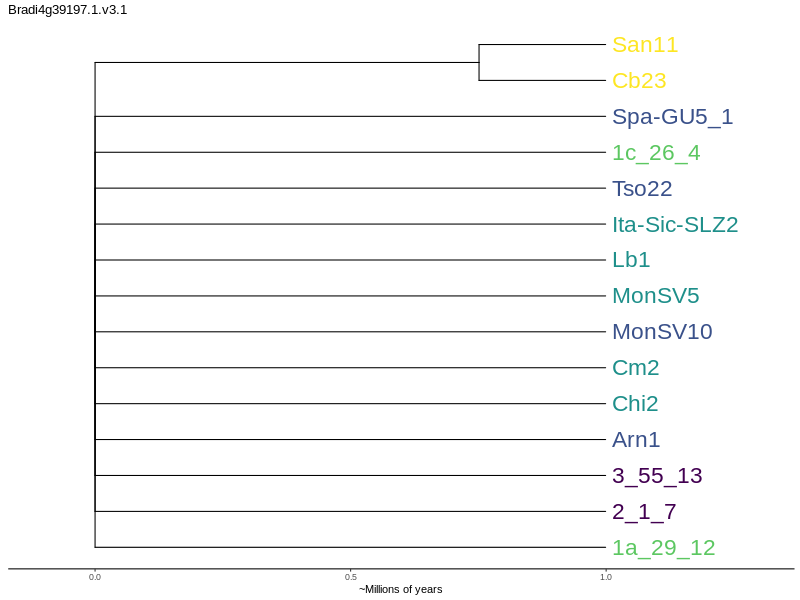 Bradi4g39197.1.v3.1
San11
Cb23
Spa-GU5_1
1c_26_4
Tso22
Ita-Sic-SLZ2
Lb1
MonSV5
MonSV10
Cm2
Chi2
Arn1
3_55_13
2_1_7
1a_29_12
0.0 0.5 1.0
~Millions of years